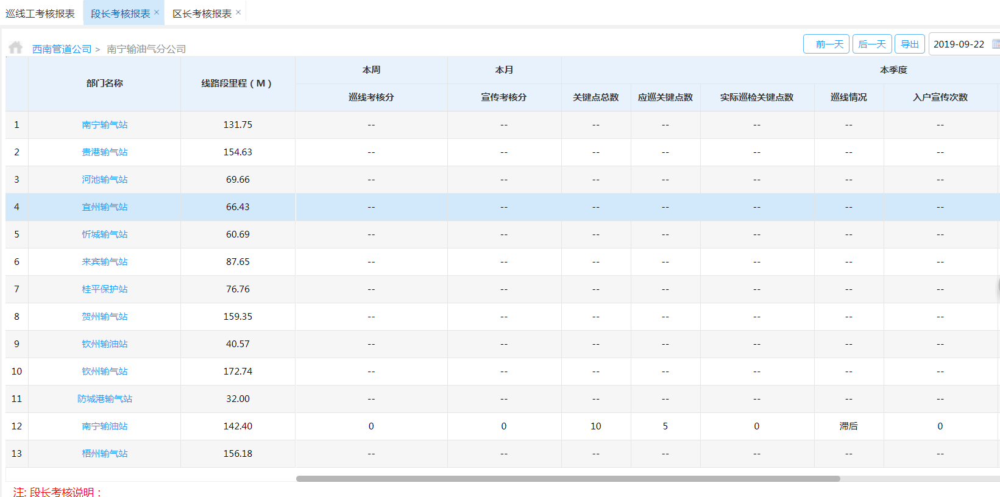 巡线工考核报表 段长考核报表 × 区长考核报表 ×
西南管道公司 > 南宁输油气分公司 前一天 后一天 导出 2019-09-22
部门名称 线路段里程（M） 本周 本月 本季度
巡线考核分 宣传考核分 关键点总数 应巡关键点数 实际巡检关键点数 巡线情况 入户宣传次数
1 南宁输气站 131.75 -- -- -- -- -- -- --
2 贵港输气站 154.63 -- -- -- -- -- -- --
3 河池输气站 69.66 -- -- -- -- -- -- --
4 宜州输气站 66.43 -- -- -- -- -- -- --
5 忻城输气站 60.69 -- -- -- -- -- -- --
6 来宾输气站 87.65 -- -- -- -- -- -- --
7 桂平保护站 76.76 -- -- -- -- -- -- --
8 贺州输气站 159.35 -- -- -- -- -- -- --
9 钦州输油站 40.57 -- -- -- -- -- -- --
10 钦州输气站 172.74 -- -- -- -- -- -- --
11 防城港输气站 32.00 -- -- -- -- -- -- --
12 南宁输油站 142.40 0 0 10 5 0 滞后 0
13 梧州输气站 156.18 -- -- -- -- -- -- --
注: 段长考核说明：